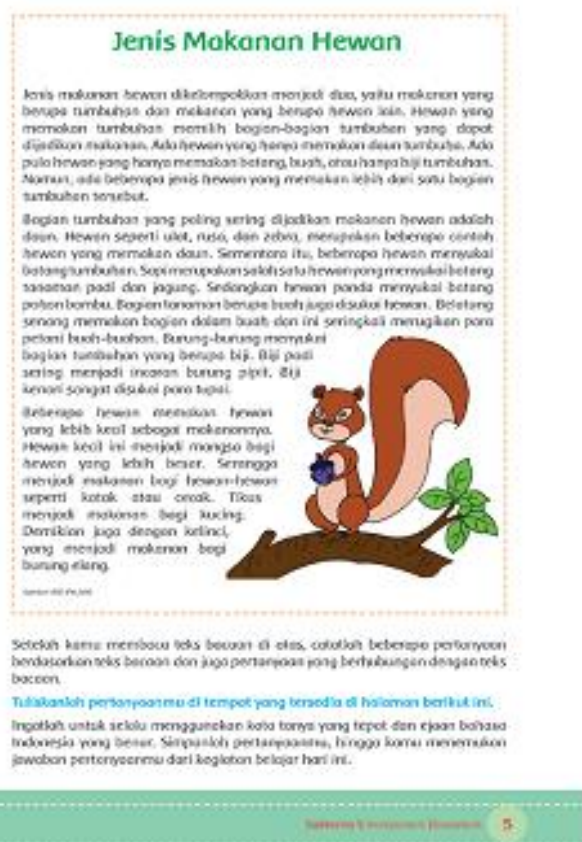 Jenis Makanan Hewan
Jenis makanan hewan dikelompokkan menjadi dua, yaitu makanan yang
berupa tumbuhan dan makanan yang berupa hewan lain. Hewan yang
memakan tumbuhan memilih bagian-bagian tumbuhan yang dapat
dijadikan makanan. Ada hewan yang hanya memakan daun tumbuha. Ada
pula hewan yang hanya memakan batang, buah, atau hanya biji tumbuhan.
Namun, ada beberapa jenis hewan yang memakan lebih dari satu bagian
tumbuhan tersebut.
Bagian tumbuhan yang paling sering dijadikan makanan hewan adalah
daun. Hewan seperti ulat, rusa, dan zebra, merupakan beberapa contoh
hewan yang memakan daun. Sementara itu, beberapa hewan menyukai
batang tumbuhan. Sapi merupakan salah satu hewan yang menyukai batang
tanaman padi dan jagung. Sedangkan hewan panda menyukai batang
pohon bambu. Bagian tanaman berupa buah juga disukai hewan. Belatung
senang memakan bagian dalam buah dan ini seringkali merugikan para
petani buah-buahan. Burung-burung menyukai
bagian tumbuhan yang berupa biji. Biji padi
sering menjadi incaran burung pipit. Biji
kenari sangat disukai para tupai.
Beberapa hewan memakan hewan
yang lebih kecil sebagai makanannya.
Hewan kecil ini menjadi mangsa bagi
hewan yang lebih besar. Serangga
menjadi makanan bagi hewan-hewan
seperti katak atau cicak. Tikus
menjadi makanan bagi kucing.
Demikian juga dengan kelinci,
yang menjadi makanan bagi
burung elang.
Setelah kamu membaca teks bacaan di atas, catatlah beberapa pertanyaan
berdasarkan teks bacaan dan juga pertanyaan yang berhubungan dengan teks
bacaan.
Tuliskanlah pertanyaanmu di tempat yang tersedia di halaman berikut ini.
Ingatlah untuk selalu menggunakan kata tanya yang tepat dan ejaan bahasa
Indonesia yang benar. Simpanlah pertanyaanmu, hingga kamu menemukan
jawaban pertanyaanmu dari kegiatan belajar hari ini.
5